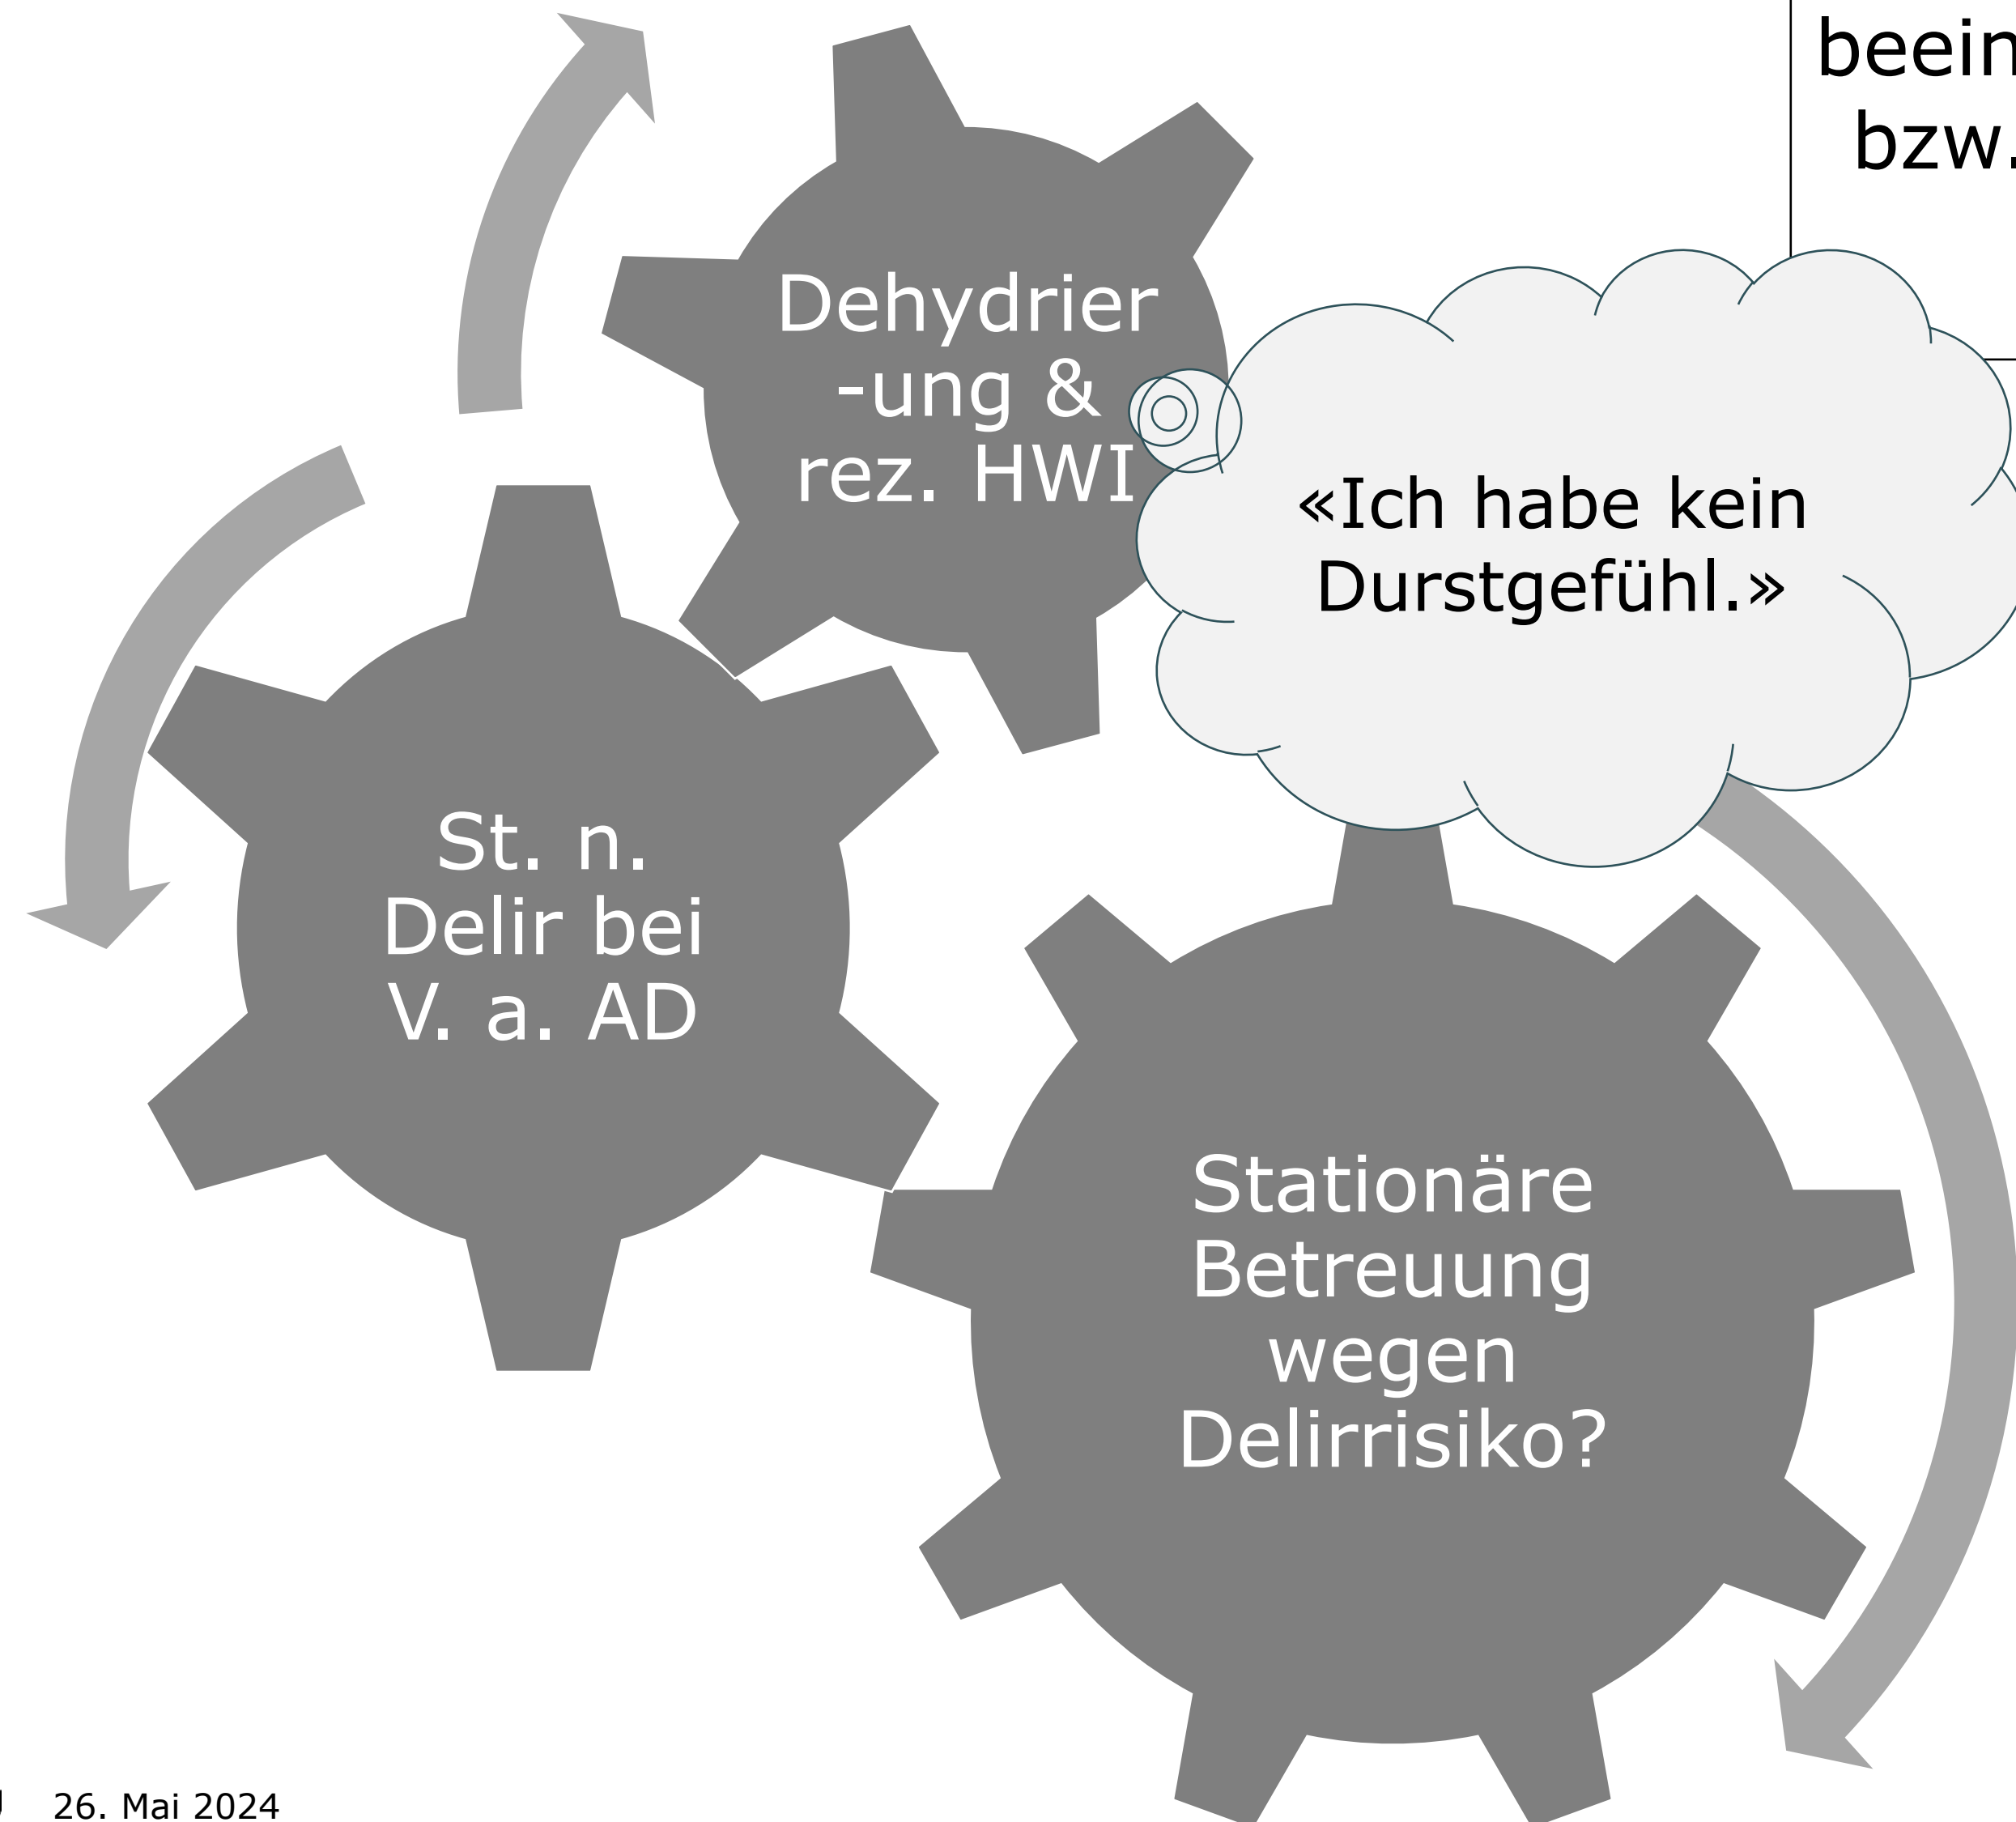 beein
bzw.
Dehydrier
-ung &
rez. HWI
«Ich habe kein
Durstgefühl.»
St. n.
Delir bei
V. a. AD
Stationäre
Betreuung
wegen
Delirrisiko?
26. Mai 2024